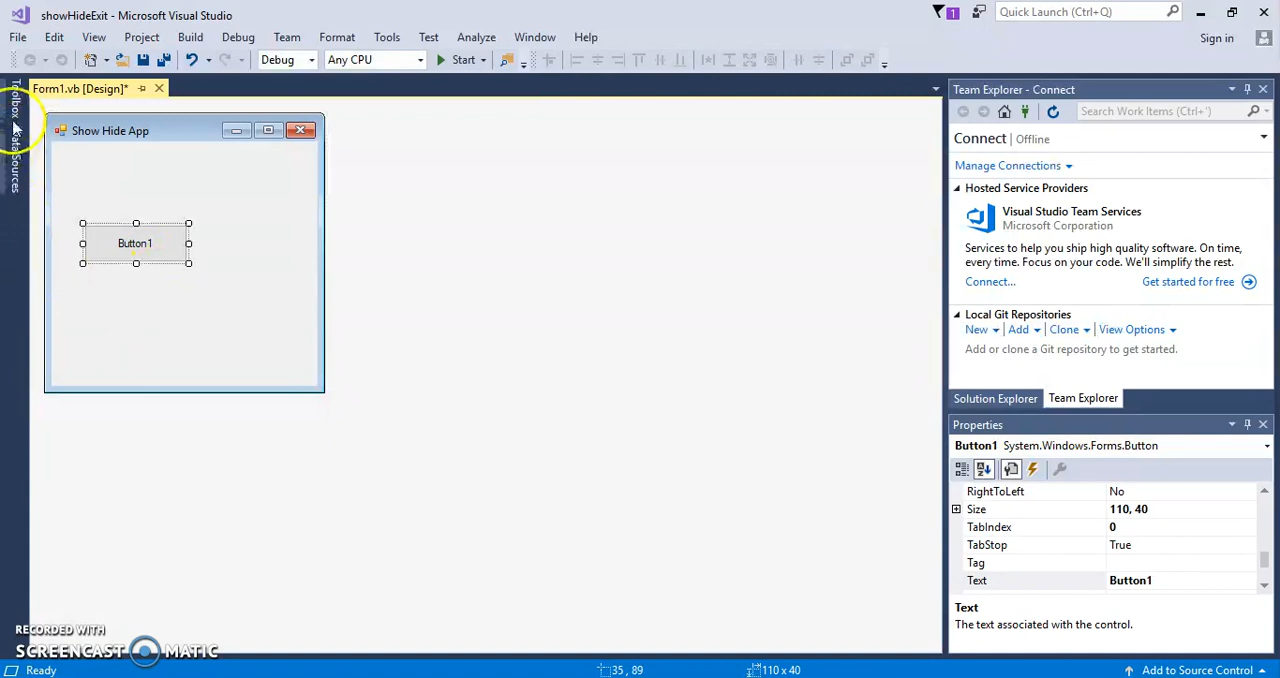 showHideExit - Microsoft Visual Studio
1
Quick Launch (Ctrl+Q)
File Edit View Project Build Debug Team Format Tools Test Analyze Window Help
Sign in
Debug Any CPU Start
Toolbox
Form1.vb [Design]*
Show Hide App
Button1
Team Explorer - Connect
Search Work Items (Ctrl+')
Connect | Offline
Manage Connections
Hosted Service Providers
Visual Studio Team Services
Microsoft Corporation
Services to help you ship high quality software. On time,
every time. Focus on your code. We'll simplify the rest.
Connect... Get started for free
Local Git Repositories
New | Add | Clone | View Options
Add or clone a Git repository to get started.
Solution Explorer Team Explorer
Properties
Button1 System.Windows.Forms.Button
RightToLeft No
Size 110, 40
TabIndex 0
TabStop True
Tag
Text Button1
Text
The text associated with the control.
RECORDED WITH
SCREENCAST MATIC
Ready 35 , 89 110 x 40 Add to Source Control